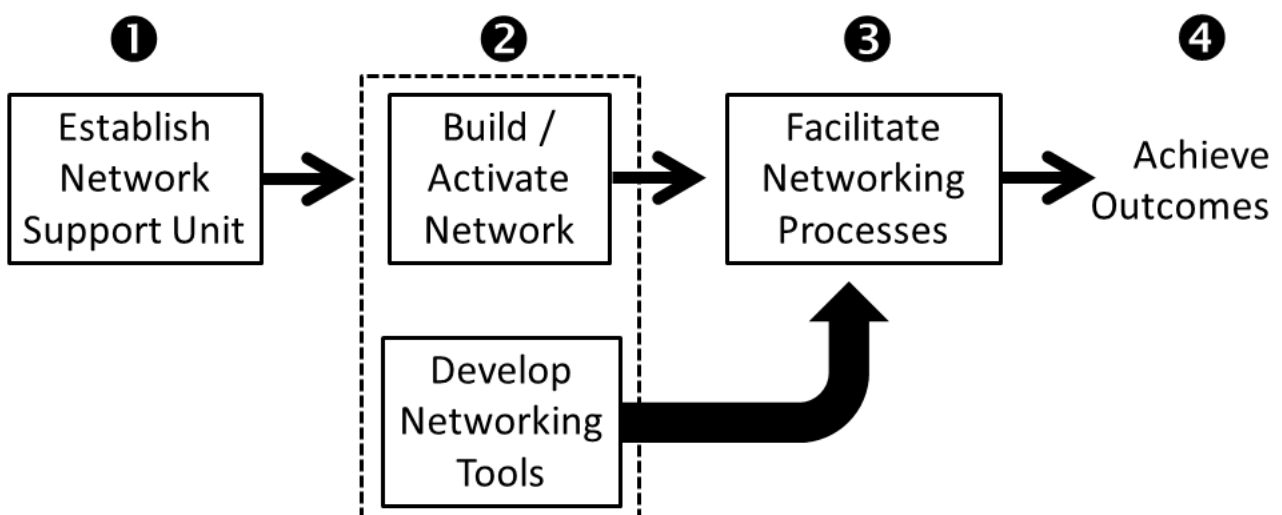 ❶
❷
❸
❹
Establish
Network
Support Unit
Build /
Activate
Network
Facilitate
Networking
Processes
Achieve
Outcomes
Develop
Networking
Tools